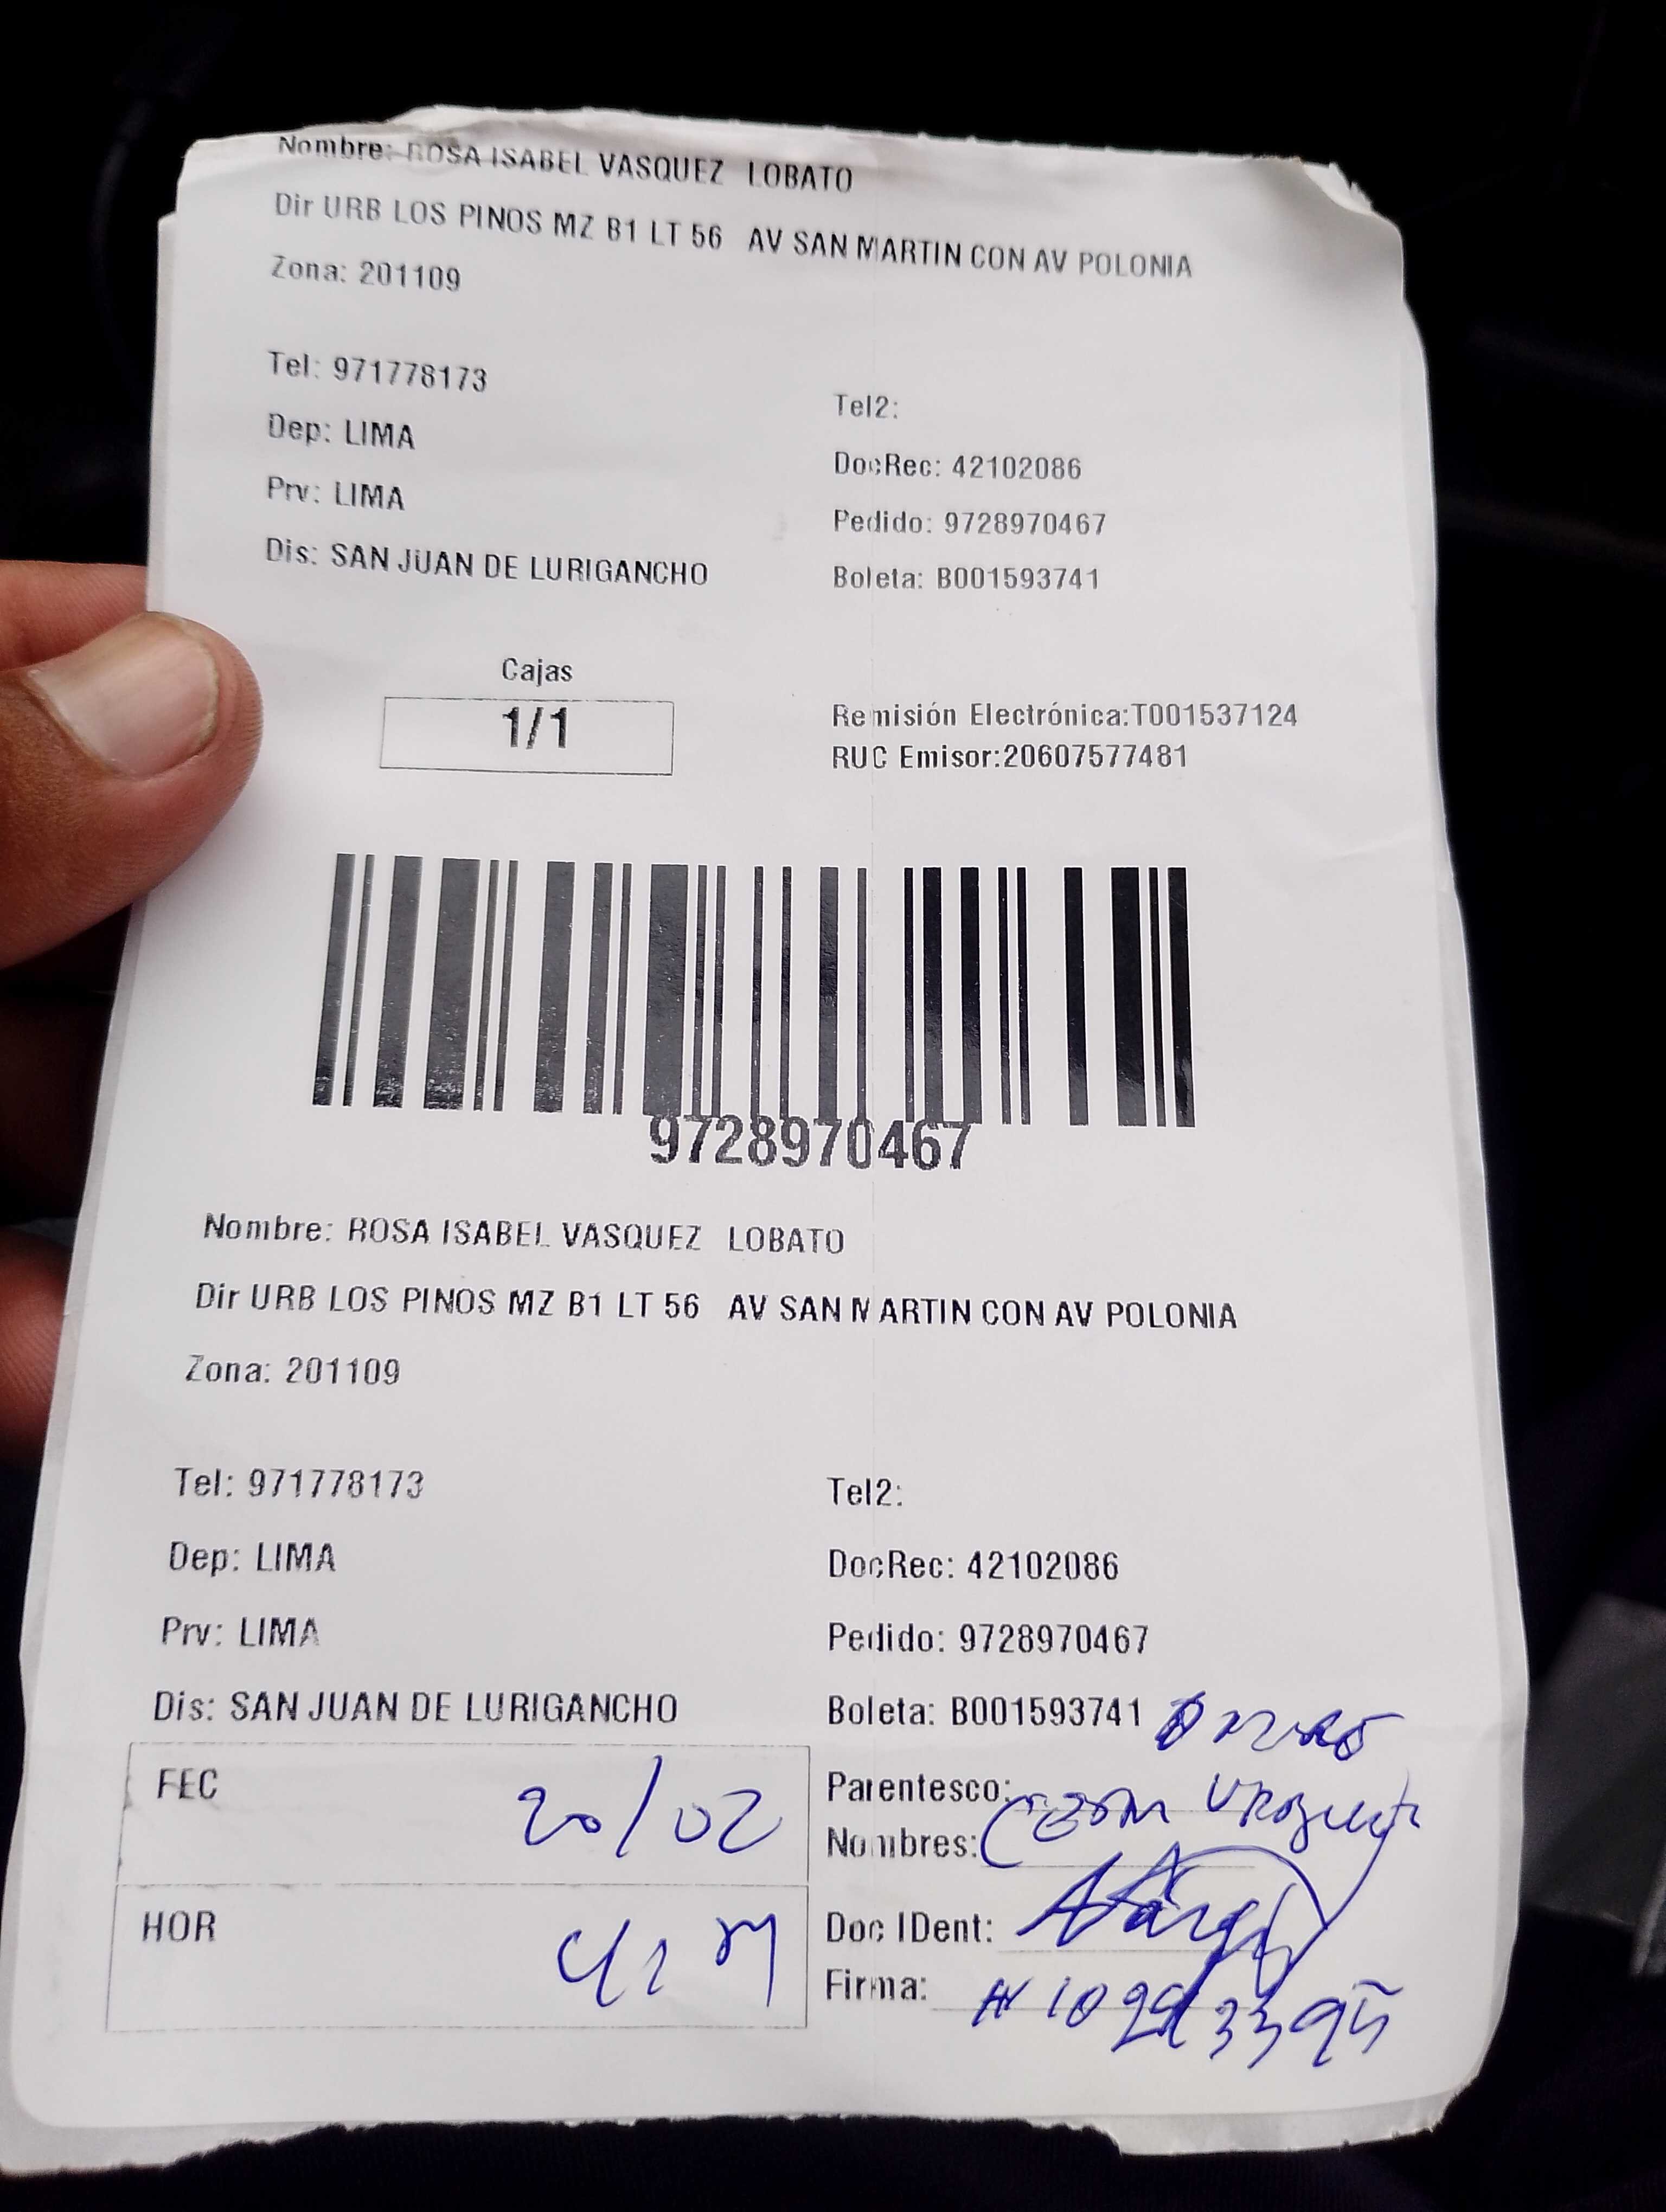 Nombre: ROSA ISABEL VASQUEZ LOBATO
Dir URB LOS PINOS MZ B1 LT 56 AV SAN MARTIN CON AV POLONIA
Zona: 201109
Tel: 971778173
Tel2:
Dep: LIMA
DocRec: 42102086
Prv: LIMA
Pedido: 9728970467
Dis: SAN JUAN DE LURIGANCHO
Boleta: B001593741
Cajas
1/1
Remisión Electrónica:T001537124
RUC Emisor:20607577481
9728970467
Nombre: ROSA ISABEL VASQUEZ LOBATO
Dir URB LOS PINOS MZ B1 LT 56 AV SAN MARTIN CON AV POLONIA
Zona: 201109
Tel: 971778173
Tel2:
Dep: LIMA
DocRec: 42102086
Prv: LIMA
Pedido: 9728970467
Dis: SAN JUAN DE LURIGANCHO
Boleta: B001593741
FEC 20/02
Parentesco:
Nombres:
HOR
Doc IDent:
Firma: